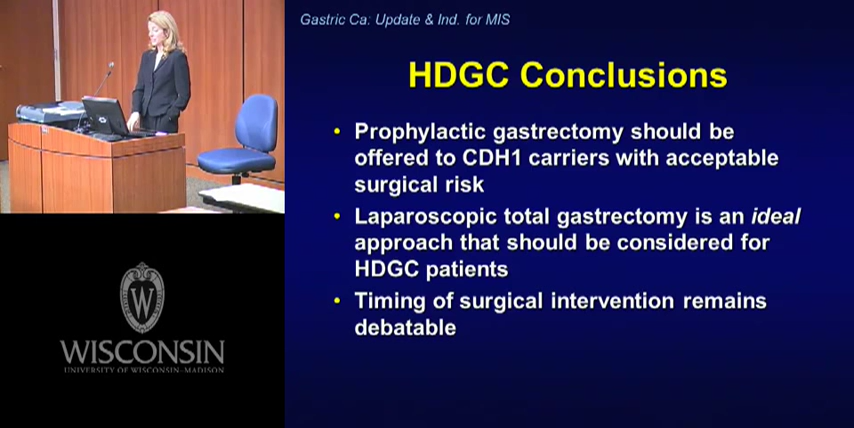 Gastric Ca: Update & Ind. for MIS
HDGC Conclusions
• Prophylactic gastrectomy should be
offered to CDH1 carriers with acceptable
surgical risk
• Laparoscopic total gastrectomy is an ideal
approach that should be considered for
HDGC patients
• Timing of surgical intervention remains
debatable
W
WISCONSIN
UNIVERSITY OF WISCONSIN–MADISON